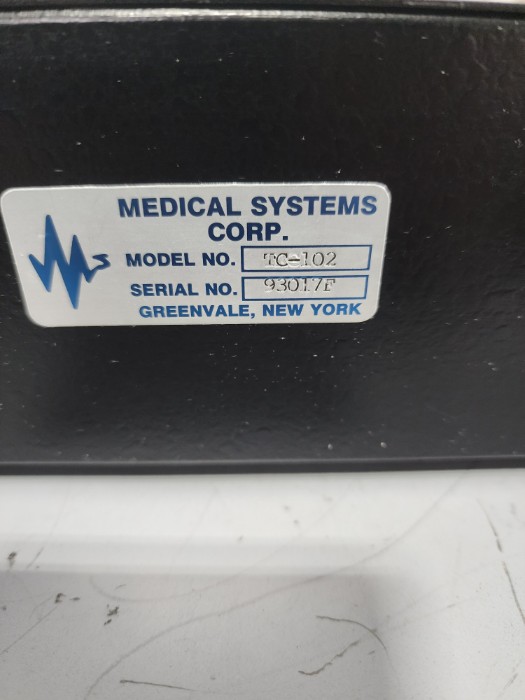 MEDICAL SYSTEMS
CORP.
MODEL NO. TC-102
SERIAL NO. 93017F
GREENVALE, NEW YORK